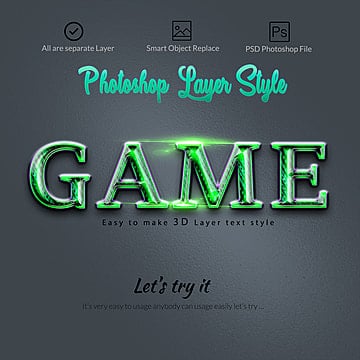 All are separate Layer
Smart Object Replace
Ps
PSD Photoshop File
Photoshop Layer Style
GAME
Easy to make 3D Layer text style
Let's try it
it's very easy to usage anybody can usage easily let's try ...